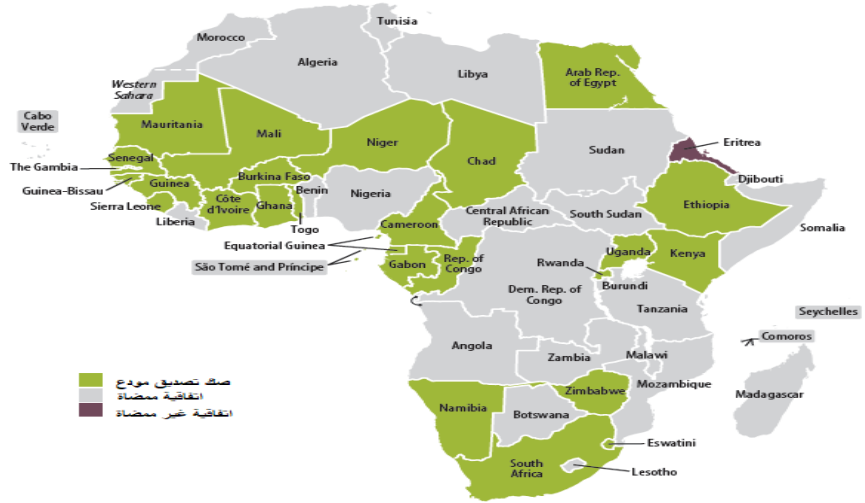 Tunisia
Morocco
Algeria
Libya
Arab Rep.
of Egypt
Western
Sahara
Cabo
Verde
Mauritania
Mali
Niger
Chad
Sudan
Eritrea
Senegal
The Gambia
Guinea-Bissau
Guinea
Burkina Faso
Benin
Nigeria
Djibouti
Ethiopia
Sierra Leone
Côte
d'Ivoire
Ghana
Liberia
Togo
Cameroon
Central African
Republic
South Sudan
Somalia
Equatorial Guinea
São Tomé and Príncipe
Gabon
Rep. of
Congo
Uganda
Kenya
Rwanda
Burundi
Dem. Rep. of
Congo
Tanzania
Seychelles
Comoros
Angola
Zambia
Malawi
Mozambique
Madagascar
صك تصديق مودع
اتفاقية ممضاة
اتفاقية غير ممضاة
Zimbabwe
Namibia
Botswana
Eswatini
South
Africa
Lesotho